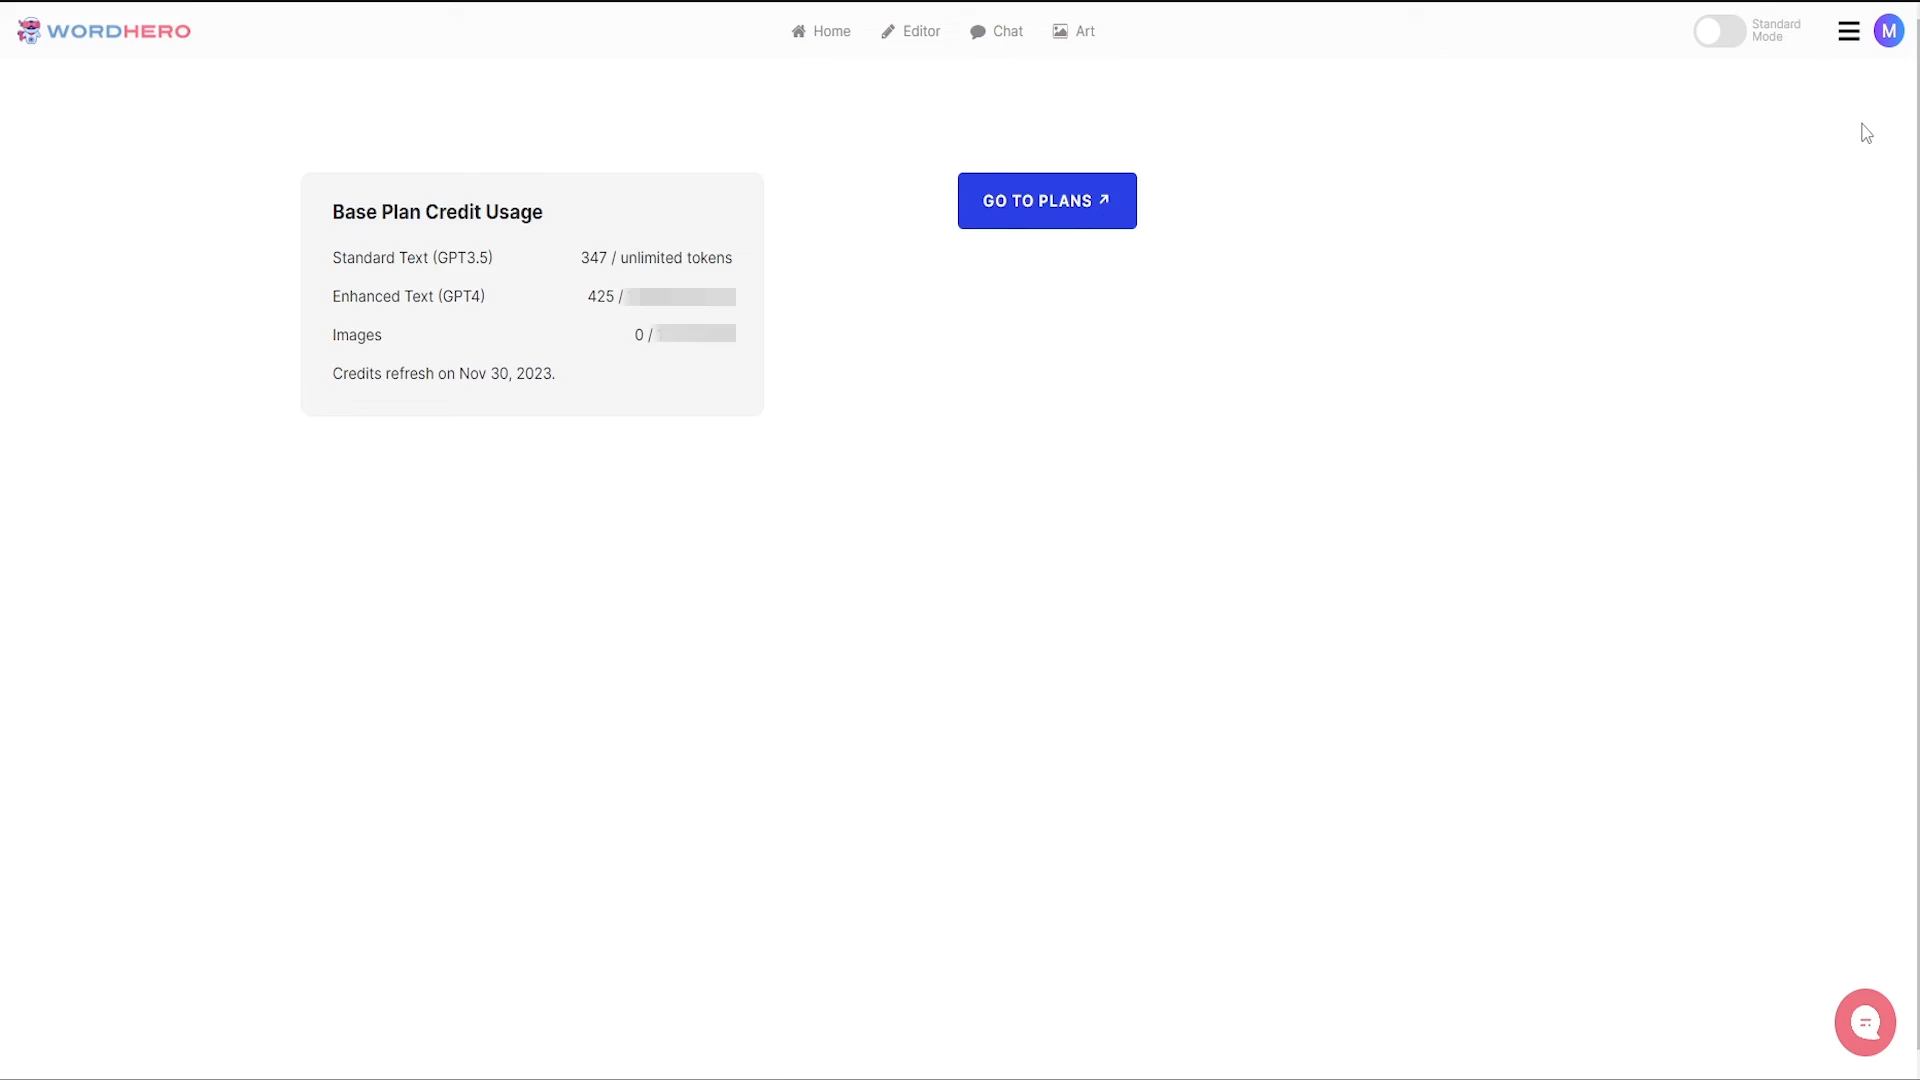 WORDHERO
Home
Editor
Chat
Art
Standard
Mode
M
Base Plan Credit Usage
Standard Text (GPT3.5) 347 / unlimited tokens
Enhanced Text (GPT4) 425 /
Images 0 /
Credits refresh on Nov 30, 2023.
GO TO PLANS ↗